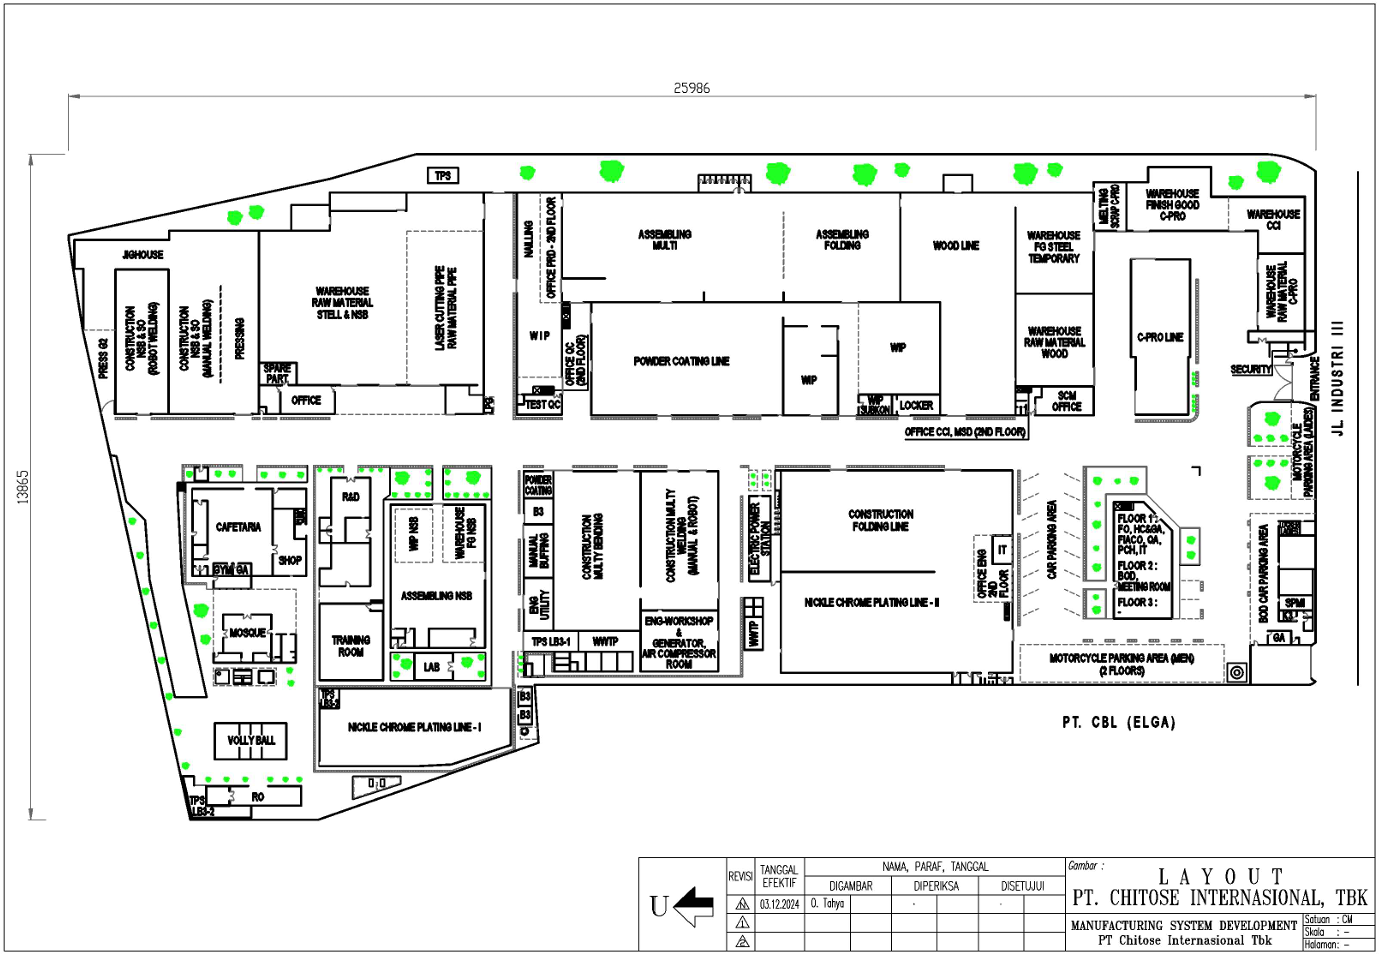 25986
13865
TPS
JIGHOUSE
PRESS G2
CONSTRUCTION
NSB & SO
(ROBOT WELDING)
CONSTRUCTION
NSB & SO
(MANUAL WELDING)
PRESSING
WAREHOUSE
RAW MATERIAL
STELL & NSB
LASER CUTTING PIPE
RAW MATERIAL PIPE
SPARE
PART
OFFICE
NAILLING
OFFICE PRD - 2ND FLOOR
WIP
OFFICE QC
(2ND FLOOR)
TEST QC
ASSEMBLING
MULTI
ASSEMBLING
FOLDING
WOOD LINE
POWDER COATING LINE
WIP
WIP
WIP
SUBKON
LOCKER
OFFICE CCI, MSD (2ND FLOOR)
WAREHOUSE
FG STEEL
TEMPORARY
WAREHOUSE
RAW MATERIAL
WOOD
SCM
OFFICE
MELTING
SCRAP C-PRO
WAREHOUSE
FINISH GOOD
C-PRO
WAREHOUSE
CCI
WAREHOUSE
RAW MATERIAL
C-PRO
C-PRO LINE
SECURITY
ENTRANCE
JL INDUSTRI III
MOTORCYCLE
PARKING AREA (LAIDES)
CAFETARIA
SHOP
GYM
GA
MOSQUE
VOLLY BALL
RO
TPS
LB3-2
R&D
TRAINING
ROOM
WIP NSB
WAREHOUSE
FG NSB
ASSEMBLING NSB
LAB
TPS
LB3-2
NICKLE CHROME PLATING LINE - I
POWDER
COATING
B3
MANUAL
BUFFING
ENG
UTILITY
CONSTRUCTION
MULTY BENDING
CONSTRUCTION MULTY
WELDING
(MANUAL & ROBOT)
TPS LB3-1
WWTP
ENG-WORKSHOP
&
GENERATOR,
AIR COMPRESSOR
ROOM
B3
B3
ELECTRIC POWER
STATION
WWTP
CONSTRUCTION
FOLDING LINE
NICKLE CHROME PLATING LINE - II
OFFICE ENG
2ND
FLOOR
IT
CAR PARKING AREA
FLOOR 1 :
FO, HC&GA,
FIACO, QA,
PCH, IT
FLOOR 2 :
BOD,
MEETING ROOM
FLOOR 3 :
-
BOD CAR PARKING AREA
SPMI
K3
GA
MOTORCYCLE PARKING AREA (MEN)
(2 FLOORS)
PT. CBL (ELGA)
U
REVISI
TANGGAL
EFEKTIF
NAMA, PARAF, TANGGAL
DIGAMBAR
DIPERIKSA
DISETUJUI
N
03.12.2024
O. Tahya
-
-
1
2
Gambar :
LAYOUT
PT. CHITOSE INTERNASIONAL, TBK
MANUFACTURING SYSTEM DEVELOPMENT
PT Chitose Internasional Tbk
Satuan : CM
Skala : -
Halaman: -